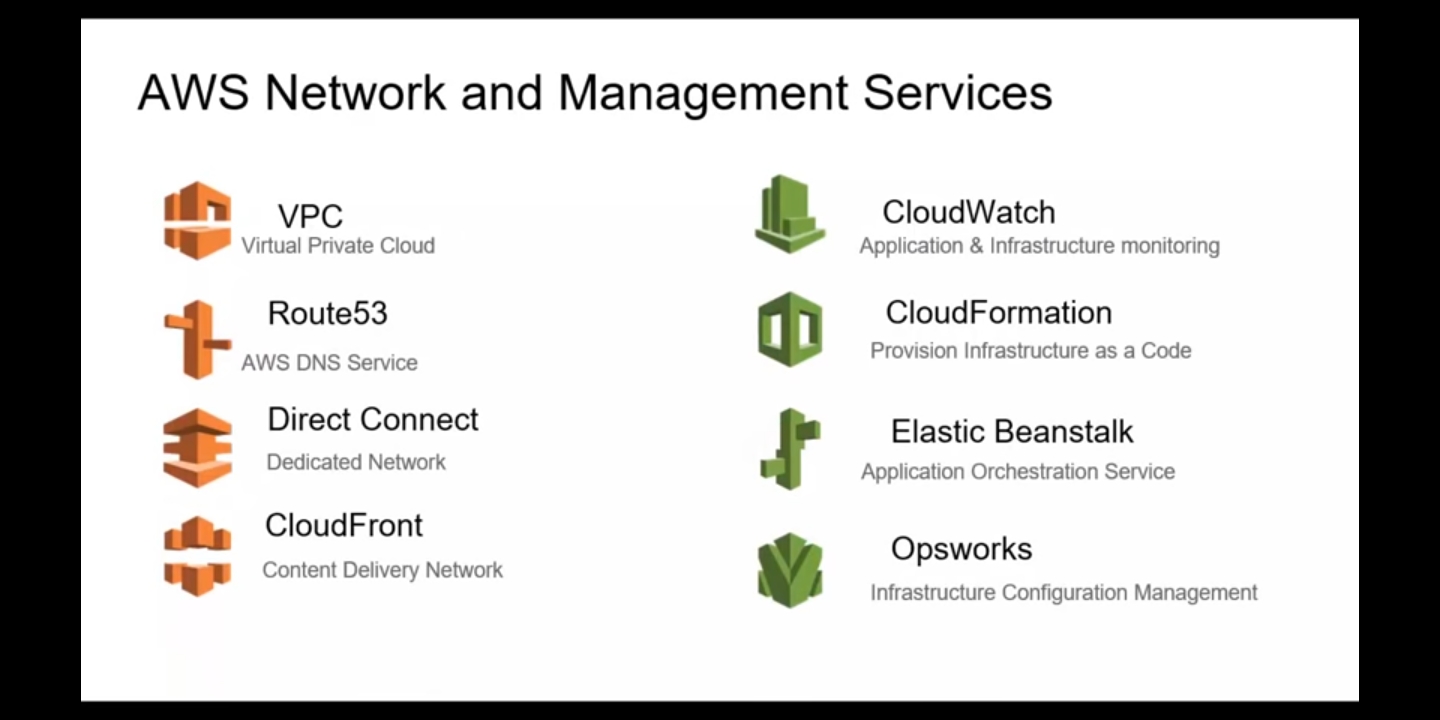 AWS Network and Management Services
VPC
Virtual Private Cloud
Route53
AWS DNS Service
Direct Connect
Dedicated Network
CloudFront
Content Delivery Network
CloudWatch
Application & Infrastructure monitoring
CloudFormation
Provision Infrastructure as a Code
Elastic Beanstalk
Application Orchestration Service
Opsworks
Infrastructure Configuration Management